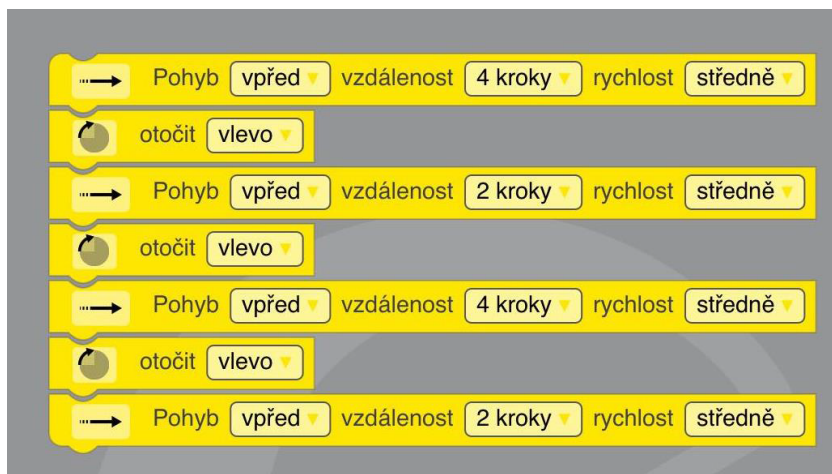 Pohyb vpřed vzdálenost 4 kroky rychlost středně
otočit vlevo
Pohyb vpřed vzdálenost 2 kroky rychlost středně
otočit vlevo
Pohyb vpřed vzdálenost 4 kroky rychlost středně
otočit vlevo
Pohyb vpřed vzdálenost 2 kroky rychlost středně